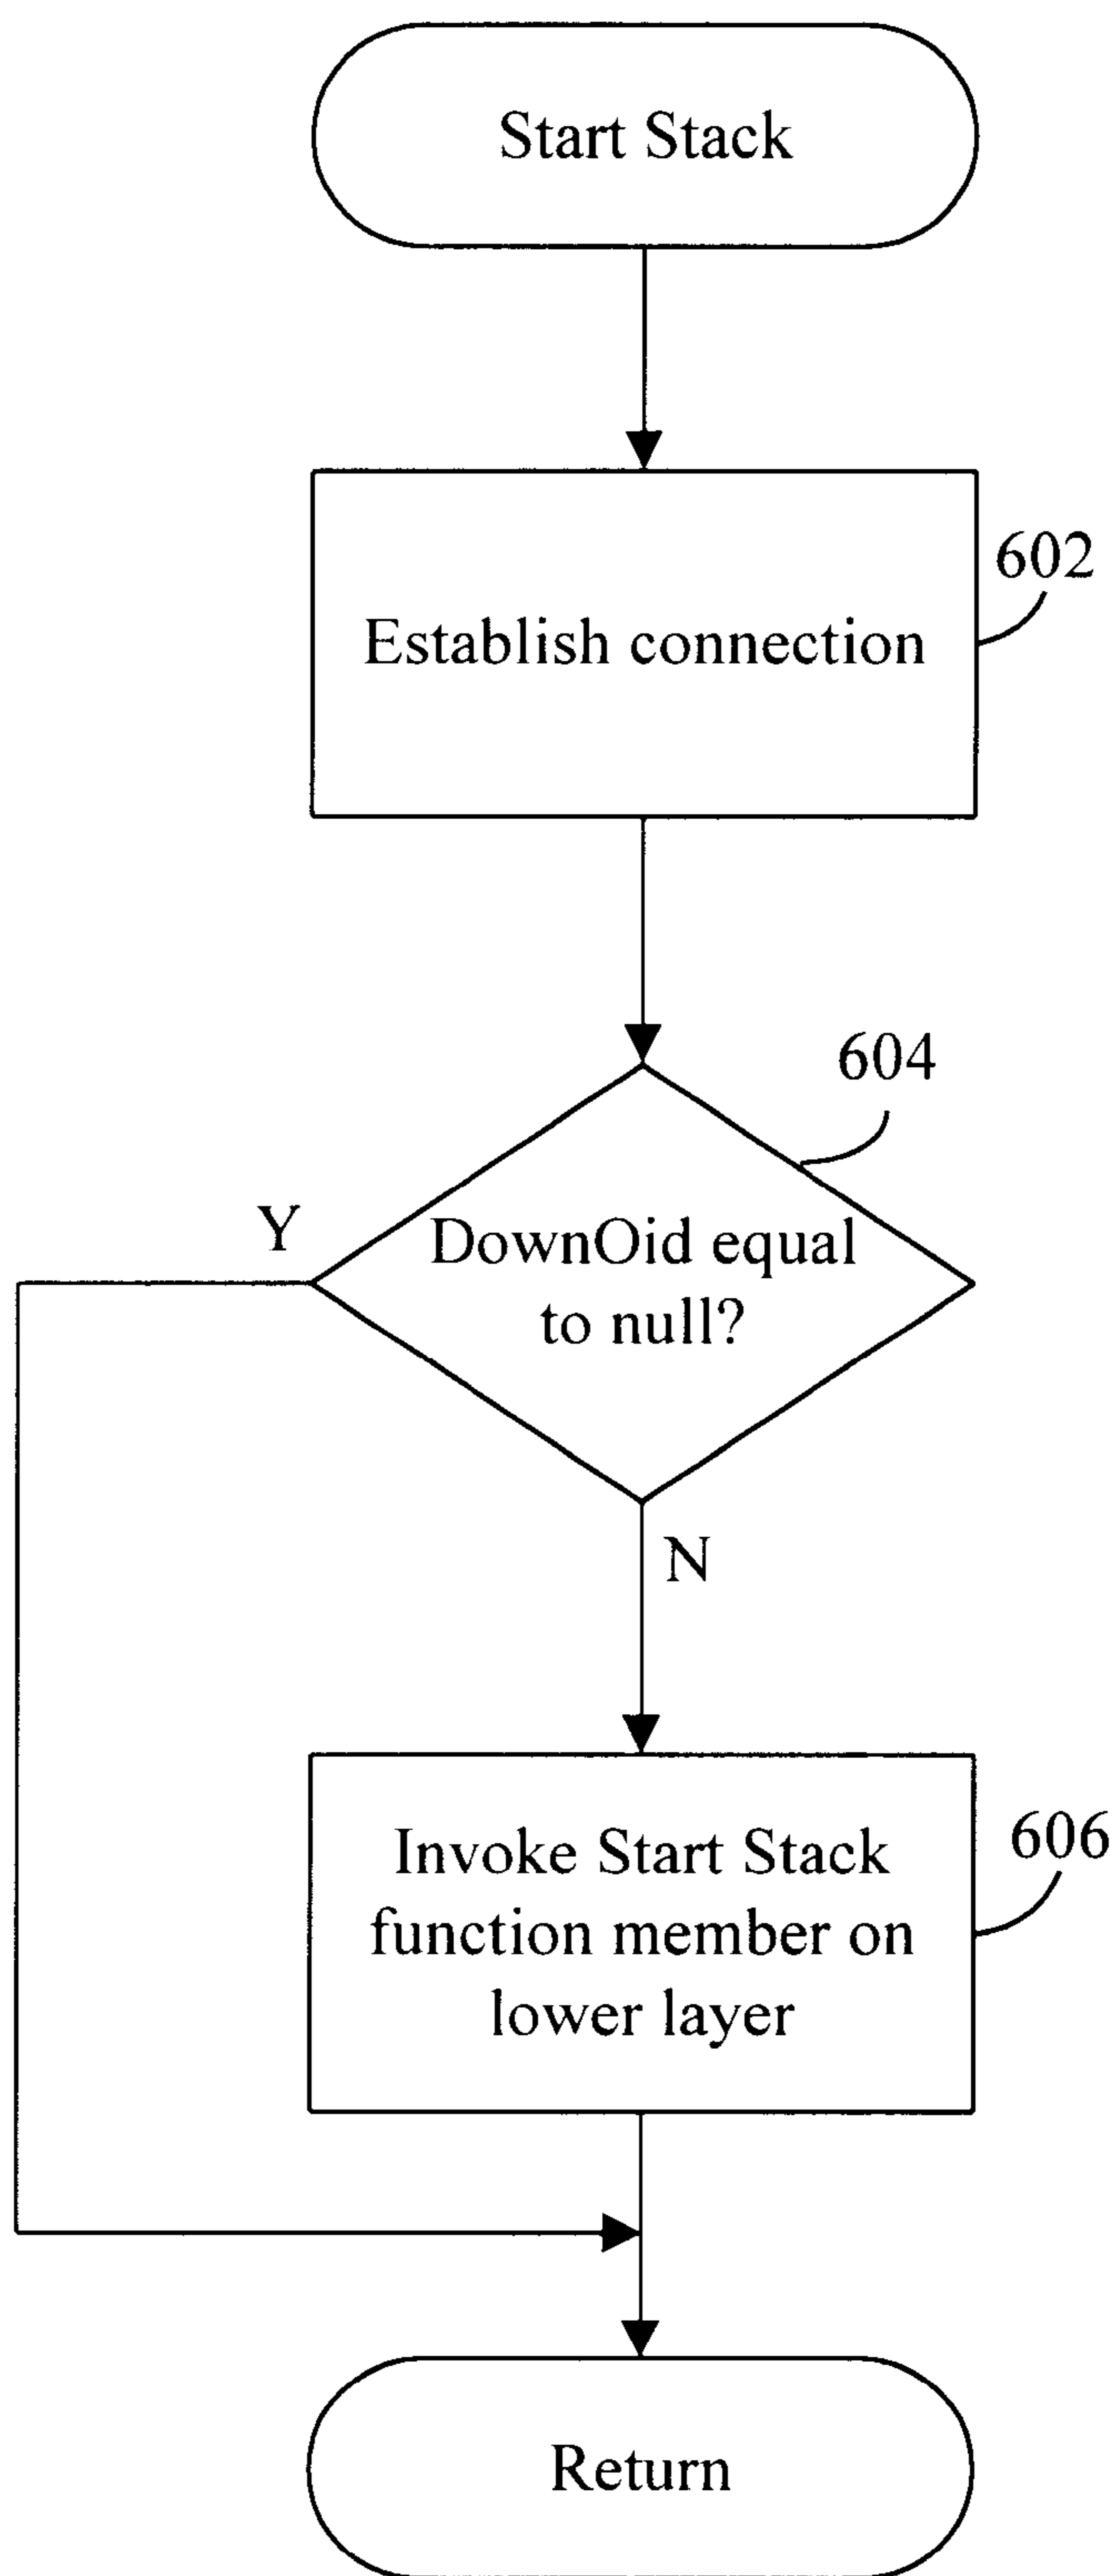 Start Stack
602
Establish connection
604
Y
DownOid equal
to null?
N
606
Invoke Start Stack
function member on
lower layer
Return